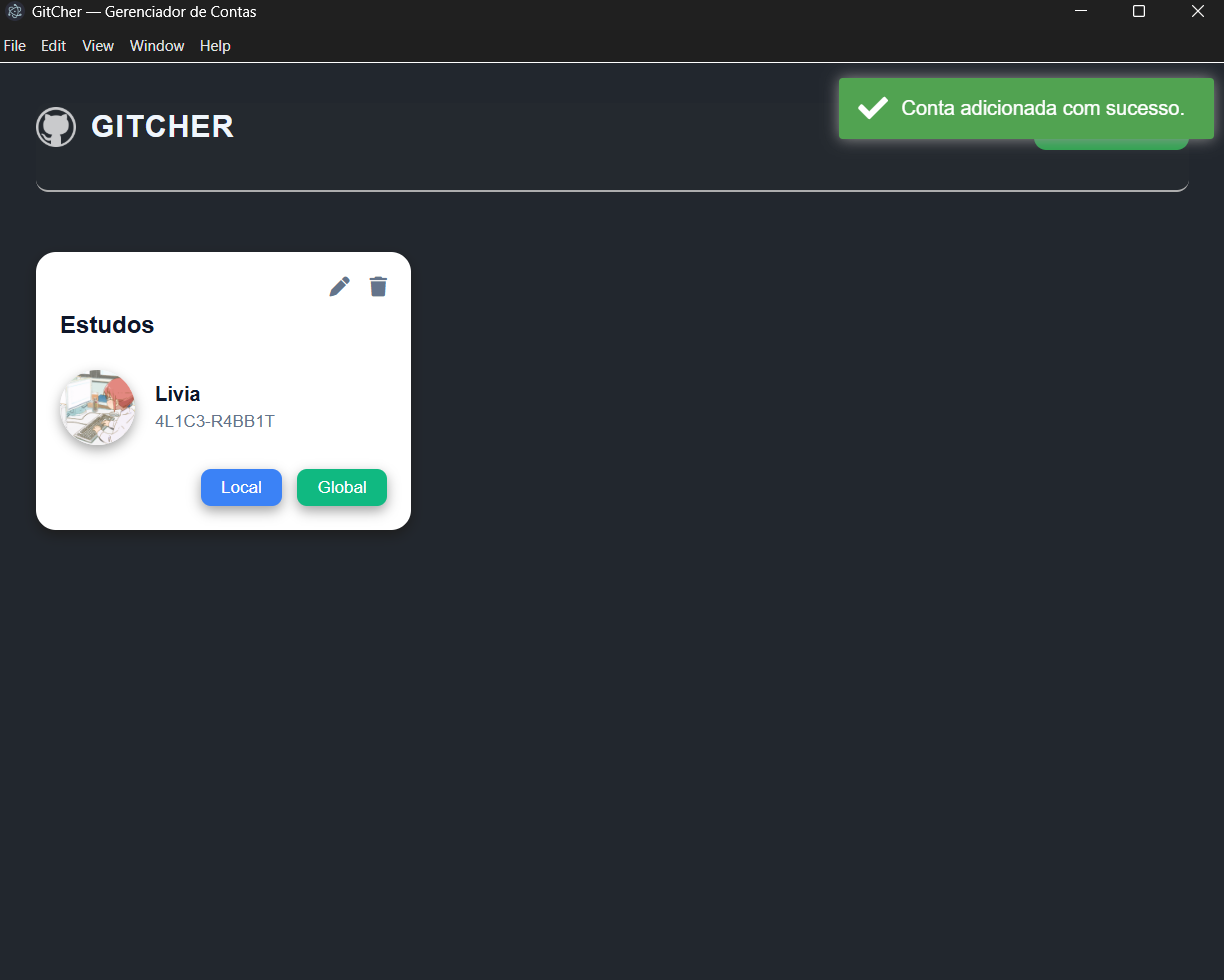 GitCher — Gerenciador de Contas
File Edit View Window Help
GITCHER
Conta adicionada com sucesso.
Estudos
Livia
4L1C3-R4BB1T
Local Global